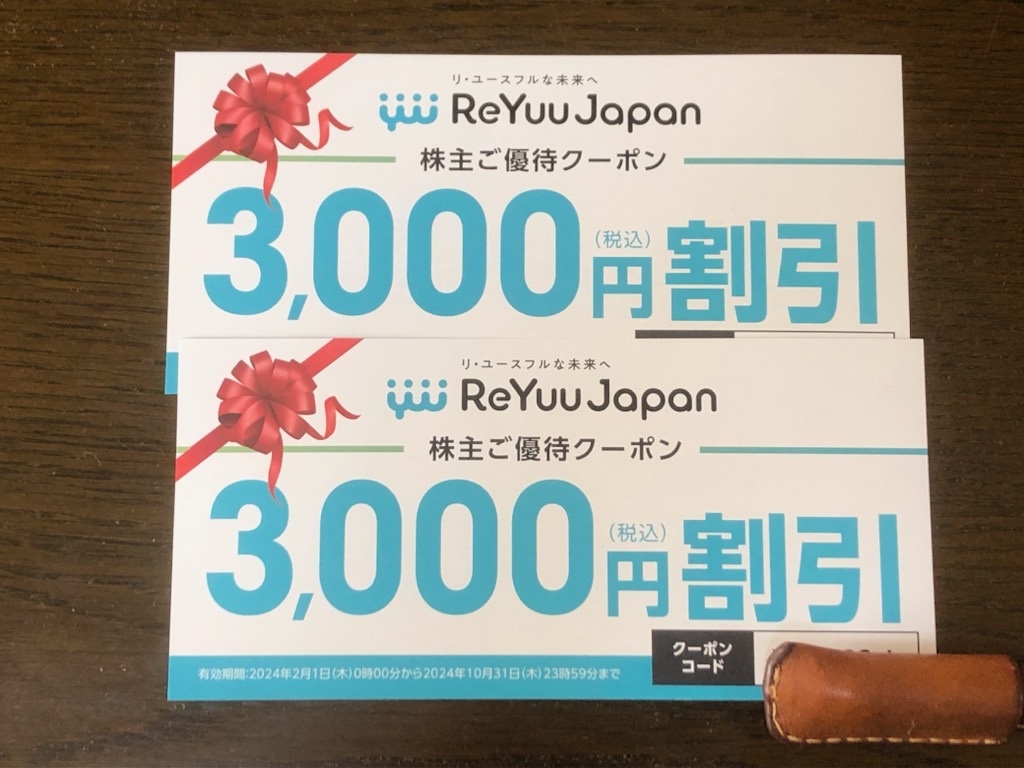 リ・ユースフルな未来へ
ReYuu Japan
株主ご優待クーポン
3,000円(税込)割引
リ・ユースフルな未来へ
ReYuu Japan
株主ご優待クーポン
3,000円(税込)割引
クーポン
コード
有効期間:2024年2月1日(木)0時00分から2024年10月31日(木)23時59分まで